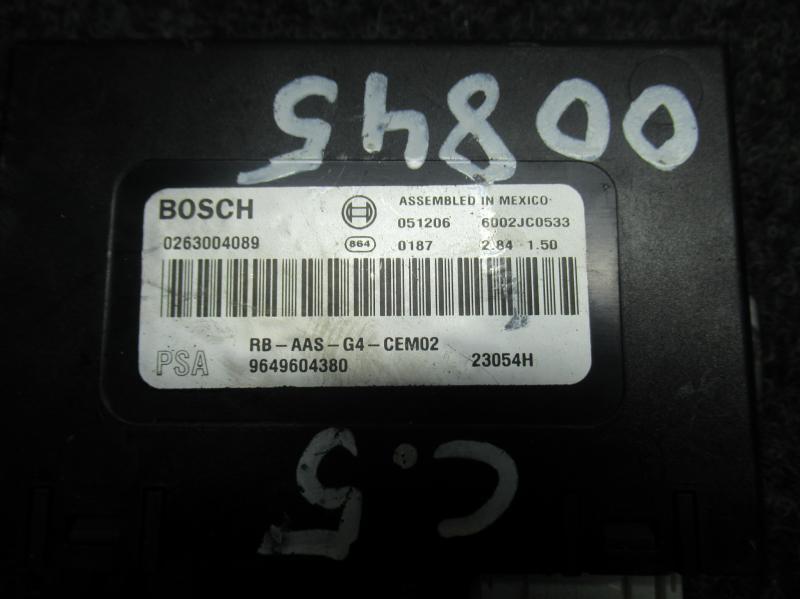 00845
BOSCH
ASSEMBLED IN MEXICO
051206 6002JC0533
0263004089 864 0187 2.84 1.50
RB-AAS-G4-CEM02
PSA 9649604380 23054H
C.5